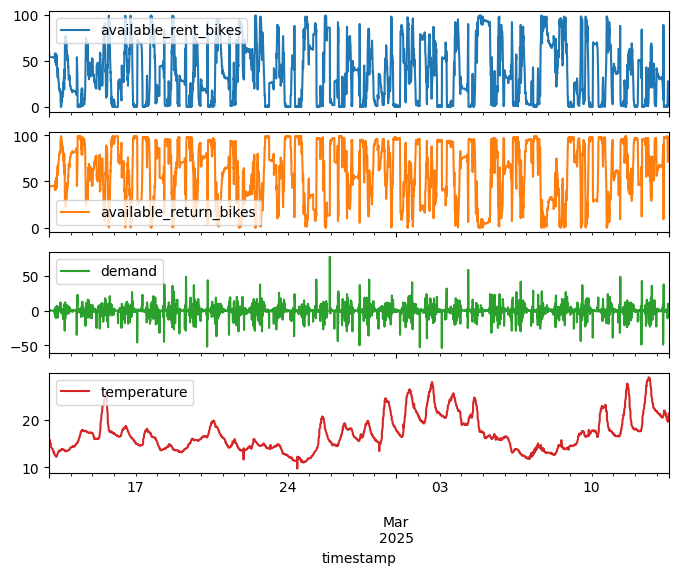 100
available_rent_bikes
50
0
100
50
available_return_bikes
0
demand
50
0
−50
temperature
20
10
17
24
03
10
Mar
2025
timestamp